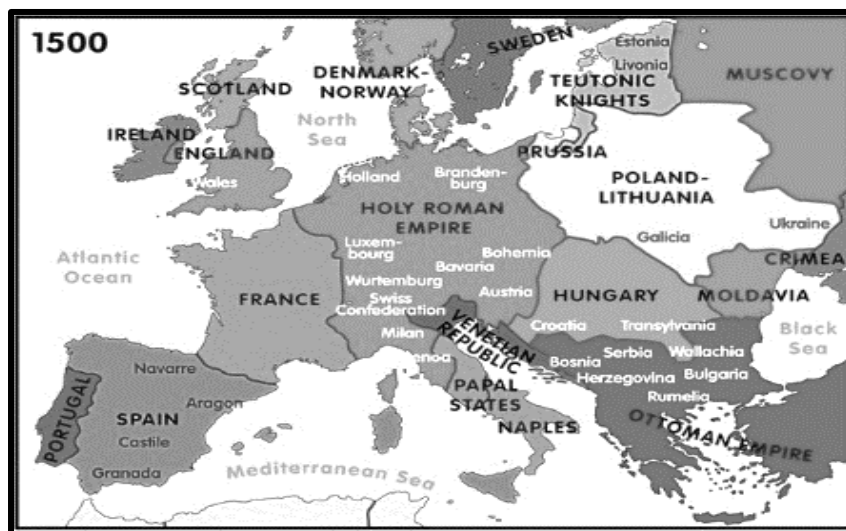 1500
SWEDEN
Estonia
Livonia
MUSCOVY
DENMARK-
NORWAY
TEUTONIC
KNIGHTS
SCOTLAND
North
Sea
IRELAND
ENGLAND
Wales
PRUSSIA
Holland
Branden-
burg
POLAND-
LITHUANIA
HOLY ROMAN
EMPIRE
Ukraine
Galicia
Atlantic
Ocean
Luxem-
bourg
Bohemia
Bavaria
CRIMEA
Wurtemburg
Austria
FRANCE
Swiss
Confederation
HUNGARY
MOLDAVIA
Milan
VENETIAN
REPUBLIC
Croatia
Transylvania
Black
Sea
enoa
Bosnia
Serbia
Wallachia
Navarre
Herzegovina
Bulgaria
PAPAL
STATES
Rumelia
PORTUGAL
SPAIN
Aragon
NAPLES
OTTOMAN EMPIRE
Castile
Granada
Mediterranean Sea